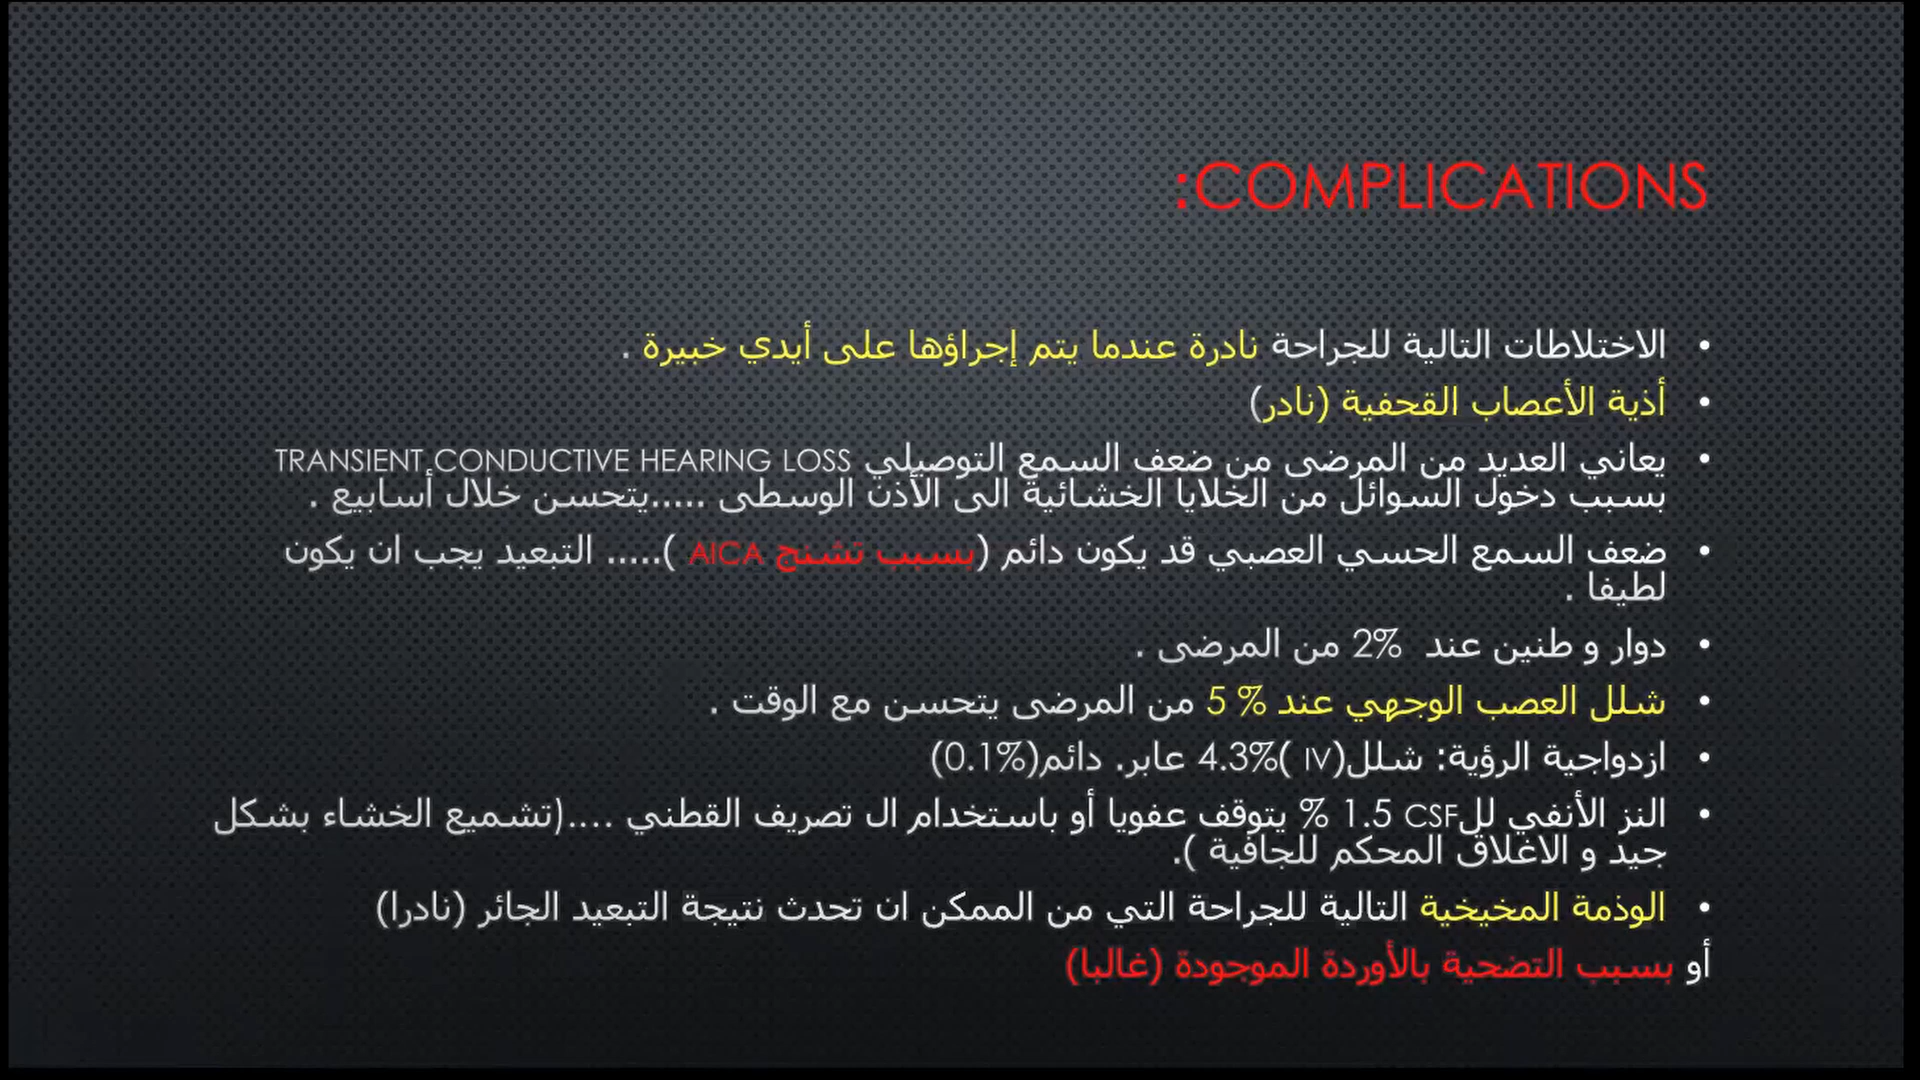 COMPLICATIONS:
• الاختلاطات التالية للجراحة نادرة عندما يتم إجراؤها على أيدي خبيرة .
• أذية الأعصاب القحفية (نادر)
• يعاني العديد من المرضى من ضعف السمع التوصيلي TRANSIENT CONDUCTIVE HEARING LOSS
بسبب دخول السوائل من الخلايا الخشائية الى الأذن الوسطى .....يتحسن خلال أسابيع .
• ضعف السمع الحسي العصبي قد يكون دائم (بسبب تشنج AICA )..... التبعيد يجب ان يكون
لطيفا .
• دوار و طنين عند 2% من المرضى .
• شلل العصب الوجهي عند % 5 من المرضى يتحسن مع الوقت .
• ازدواجية الرؤية: شلل(IV )4.3% عابر. دائم(0.1%)
• النز الأنفي للCSF 1.5 % يتوقف عفويا أو باستخدام ال تصريف القطني ....(تشميع الخشاء بشكل
جيد و الاغلاق المحكم للجافية ).
• الوذمة المخيخية التالية للجراحة التي من الممكن ان تحدث نتيجة التبعيد الجائر (نادرا)
أو بسبب التضحية بالأوردة الموجودة (غالبا)